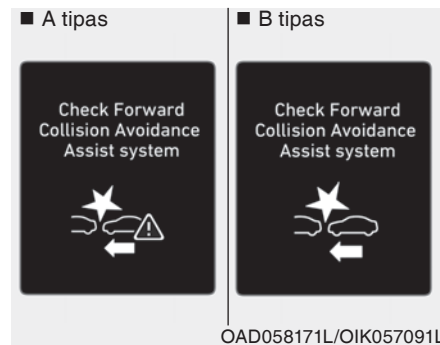 ■ A tipas
Check Forward
Collision Avoidance
Assist system
■ B tipas
Check Forward
Collision Avoidance
Assist system
OAD058171L/OIK057091L